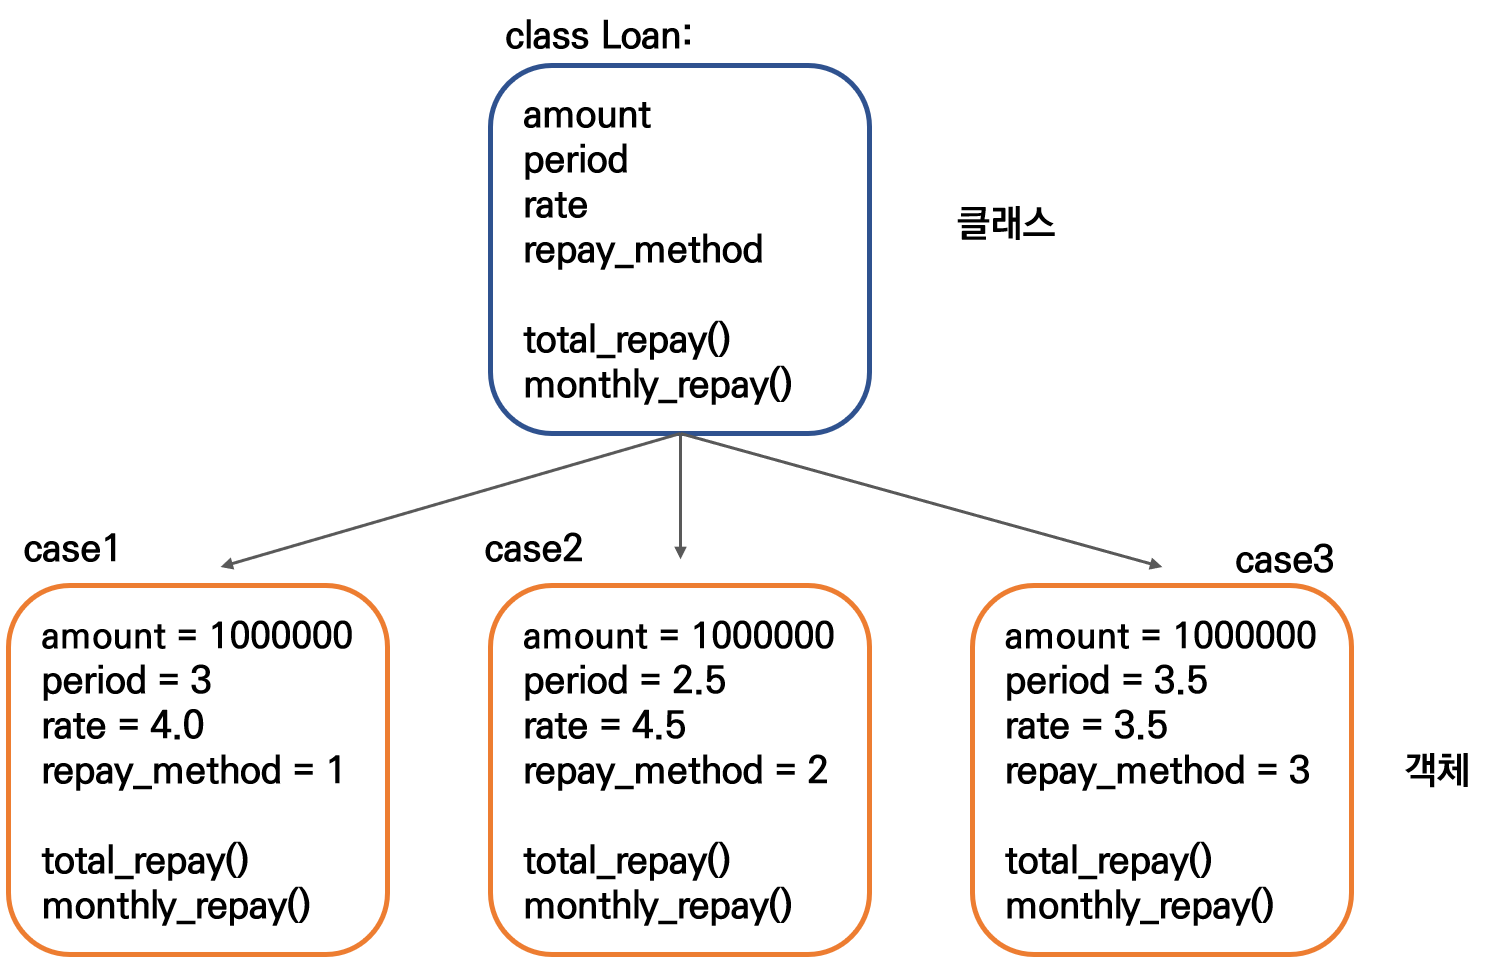 class Loan:
amount
period
rate
repay_method
total_repay()
monthly_repay()
클래스
case1
amount = 1000000
period = 3
rate = 4.0
repay_method = 1
total_repay()
monthly_repay()
case2
amount = 1000000
period = 2.5
rate = 4.5
repay_method = 2
total_repay()
monthly_repay()
case3
amount = 1000000
period = 3.5
rate = 3.5
repay_method = 3
total_repay()
monthly_repay()
객체